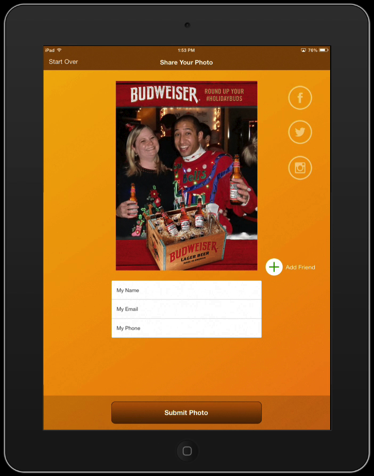 iPad
1:53 PM
76%
Start Over
Share Your Photo
BUDWEISER
ROUND UP YOUR
#HOLIDAYBUDS
BUDWEISER
LAGER BEER
Add Friend
My Name
My Email
My Phone
Submit Photo